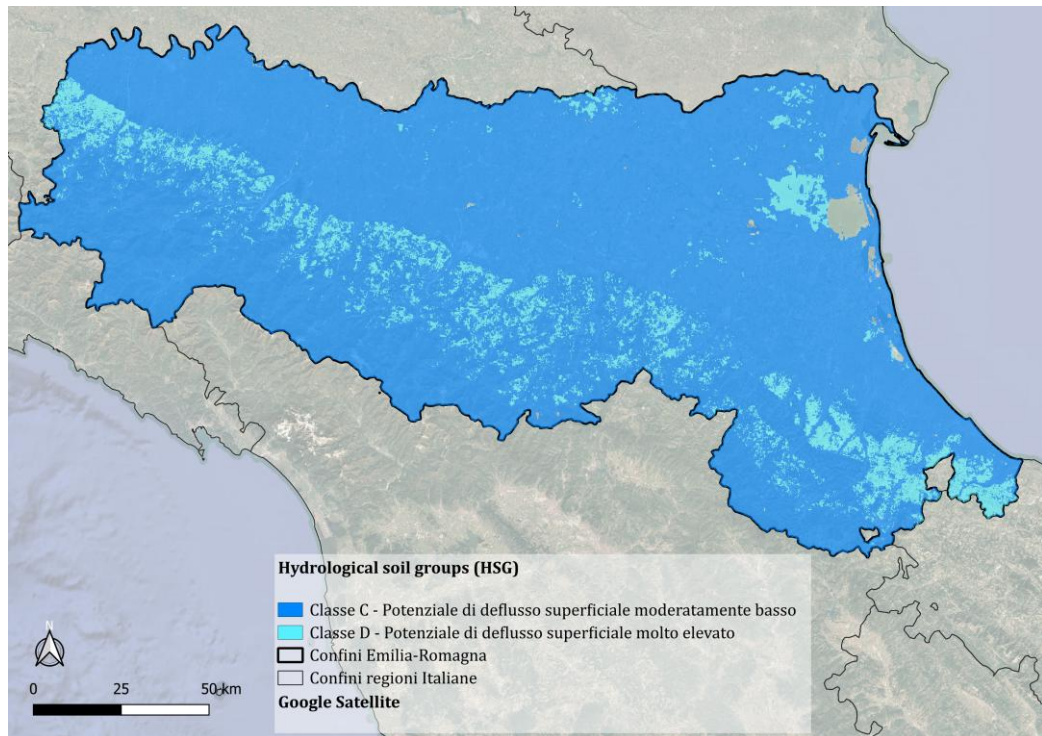 Hydrological soil groups (HSG)
Classe C - Potenziale di deflusso superficiale moderatamente basso
Classe D - Potenziale di deflusso superficiale molto elevato
Confini Emilia-Romagna
Confini regioni Italiane
Google Satellite
N
0 25 50 km